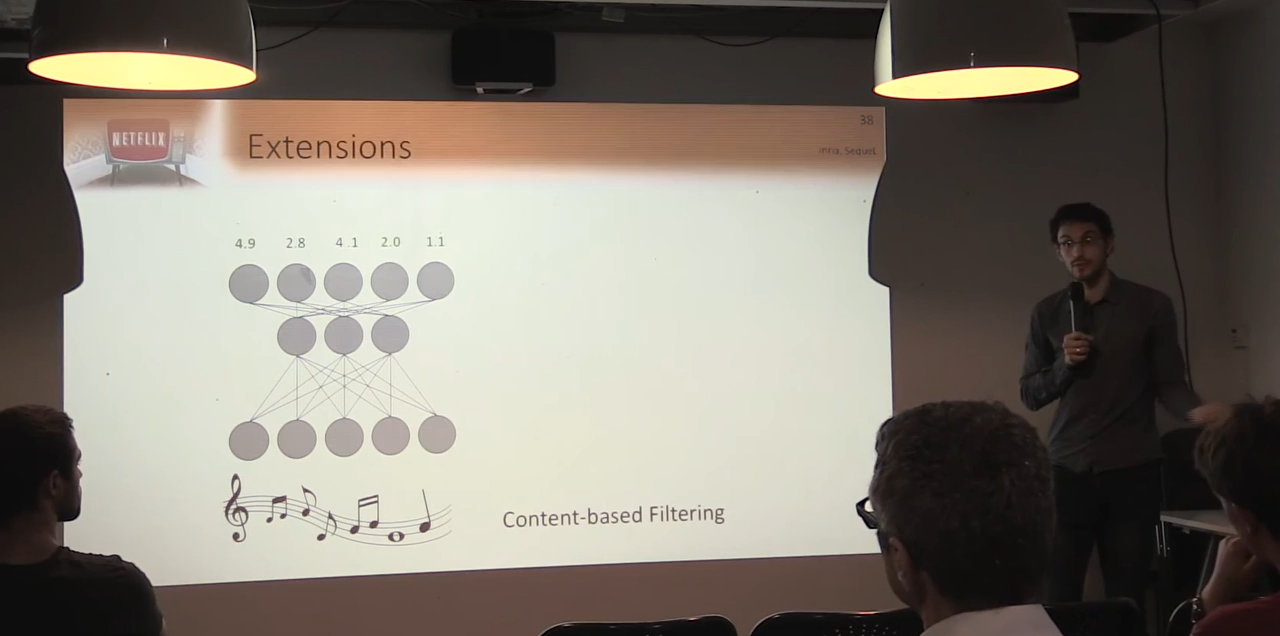 NETFLIX
Extensions
38
inria, SequeL
4.9 2.8 4.1 2.0 1.1
Content-based Filtering